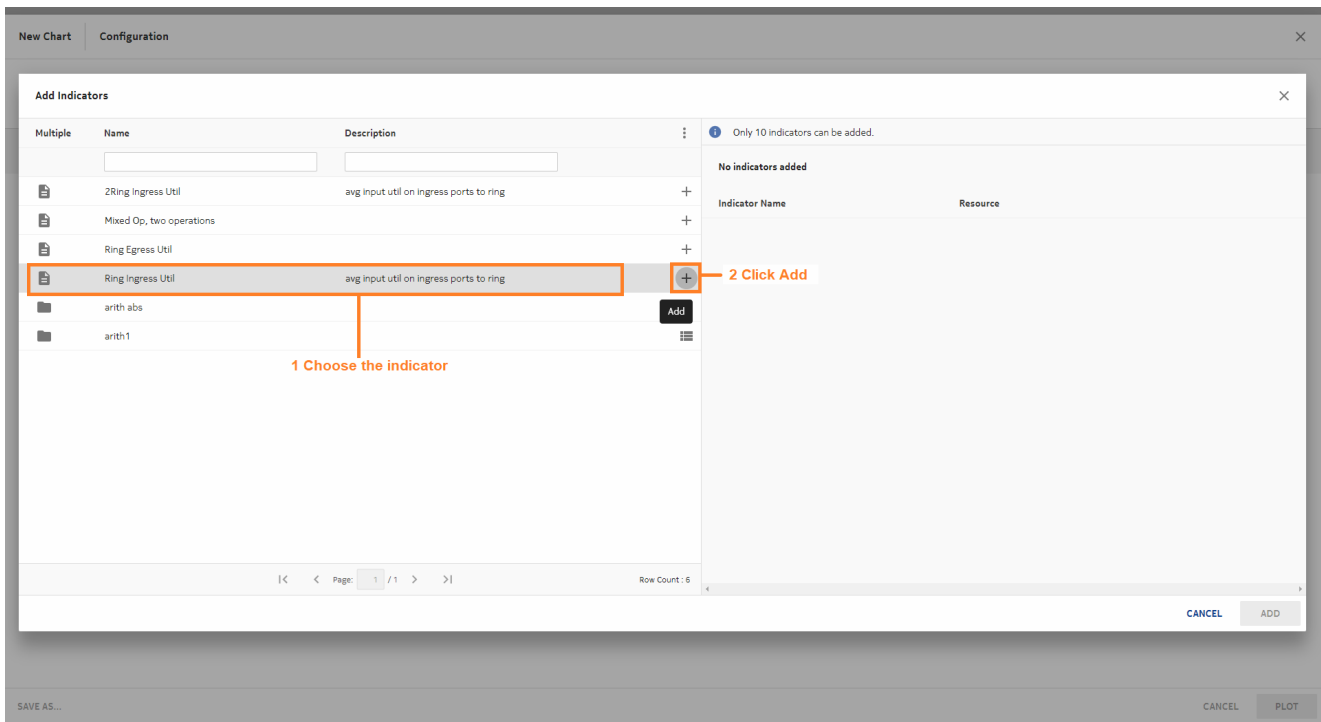 New Chart Configuration
Add Indicators
Multiple Name Description
Only 10 indicators can be added.
No indicators added
Indicator Name Resource
2Ring Ingress Util avg input util on ingress ports to ring
Mixed Op, two operations
Ring Egress Util
Ring Ingress Util avg input util on ingress ports to ring
2 Click Add
arith abs
Add
arith1
1 Choose the indicator
Page: 1 / 1
Row Count : 6
CANCEL ADD
SAVE AS... CANCEL PLOT